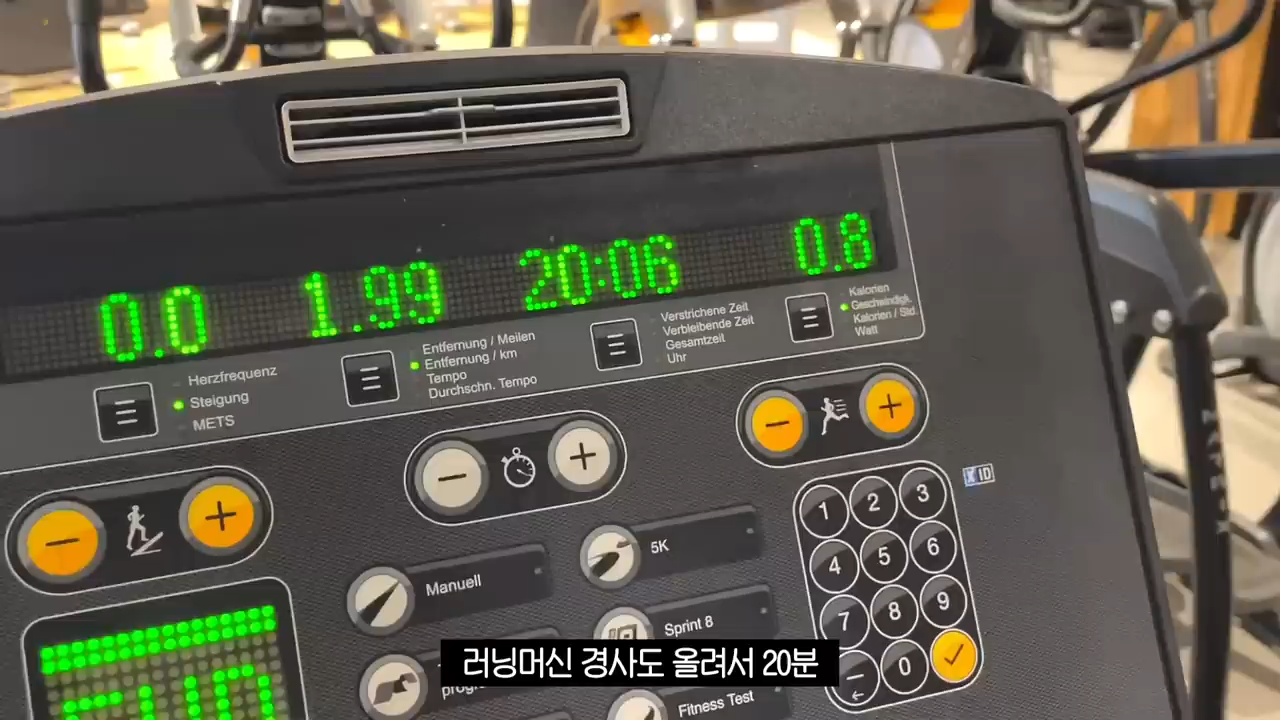 0.0 1.99 20:06 0.8
Herzfrequenz
Steigung
METS
Entfernung / Meilen
Entfernung / km
Tempo
Durchschn. Tempo
Verstrichene Zeit
Verbleibende Zeit
Gesamtzeit
Uhr
Kalorien
Geschwindigk.
Kalorien / Std.
Watt
ID
1 2 3
4 5 6
7 8 9
0
Manuell
5K
Sprint 8
Fitness Test
러닝머신 경사도 올려서 20분